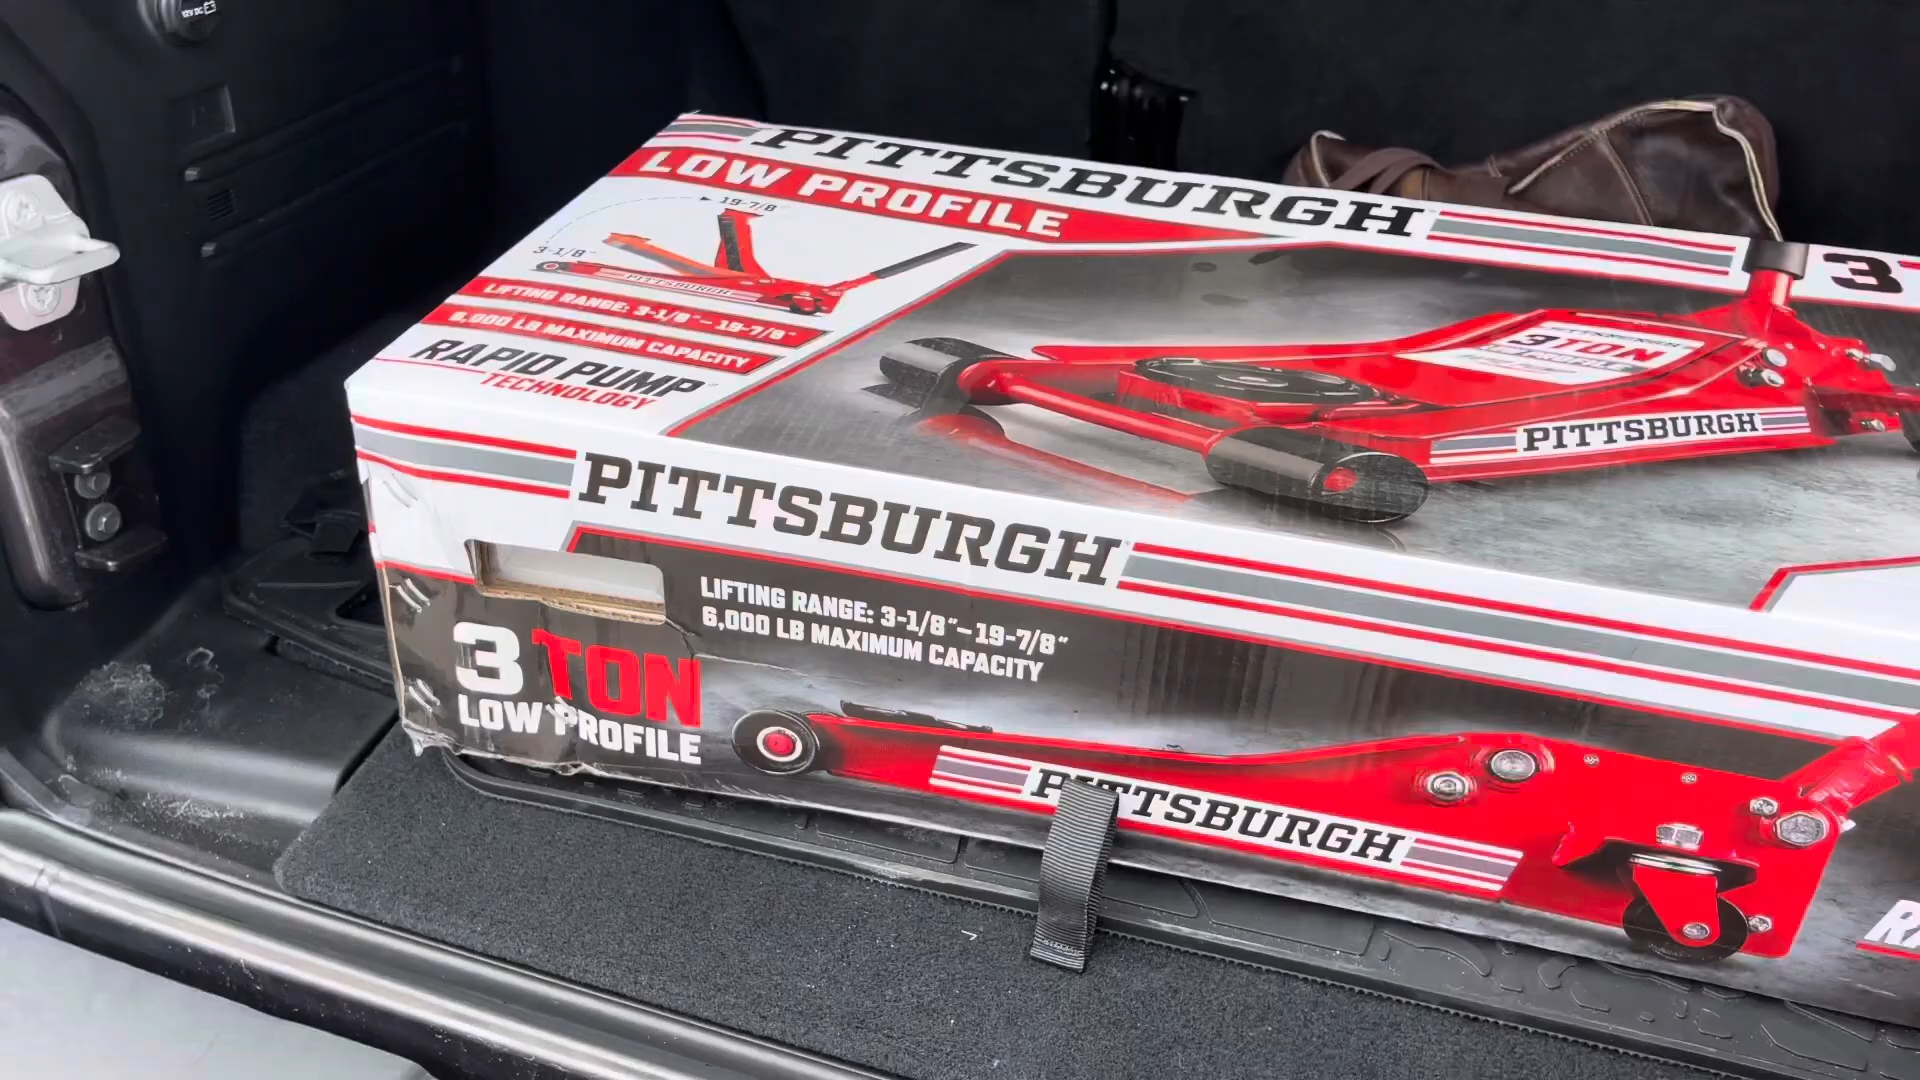 12V DC
PITTSBURGH
LOW PROFILE
19-7/8"
3-1/8"
PITTSBURGH
LIFTING RANGE: 3-1/8"–19-7/8"
6,000 LB MAXIMUM CAPACITY
RAPID PUMP
TECHNOLOGY
3
3 TON
PITTSBURGH
PITTSBURGH
LIFTING RANGE: 3-1/8"–19-7/8"
6,000 LB MAXIMUM CAPACITY
3 TON
LOW PROFILE
PITTSBURGH